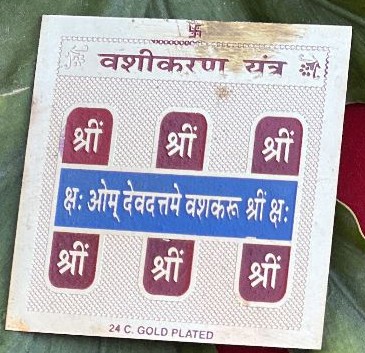 वशीकरण यंत्र
श्रीं श्रीं श्रीं
क्षः ओम् देवदत्तमे वशकरू श्रीं क्षः
श्रीं श्रीं श्रीं
24 C. GOLD PLATED